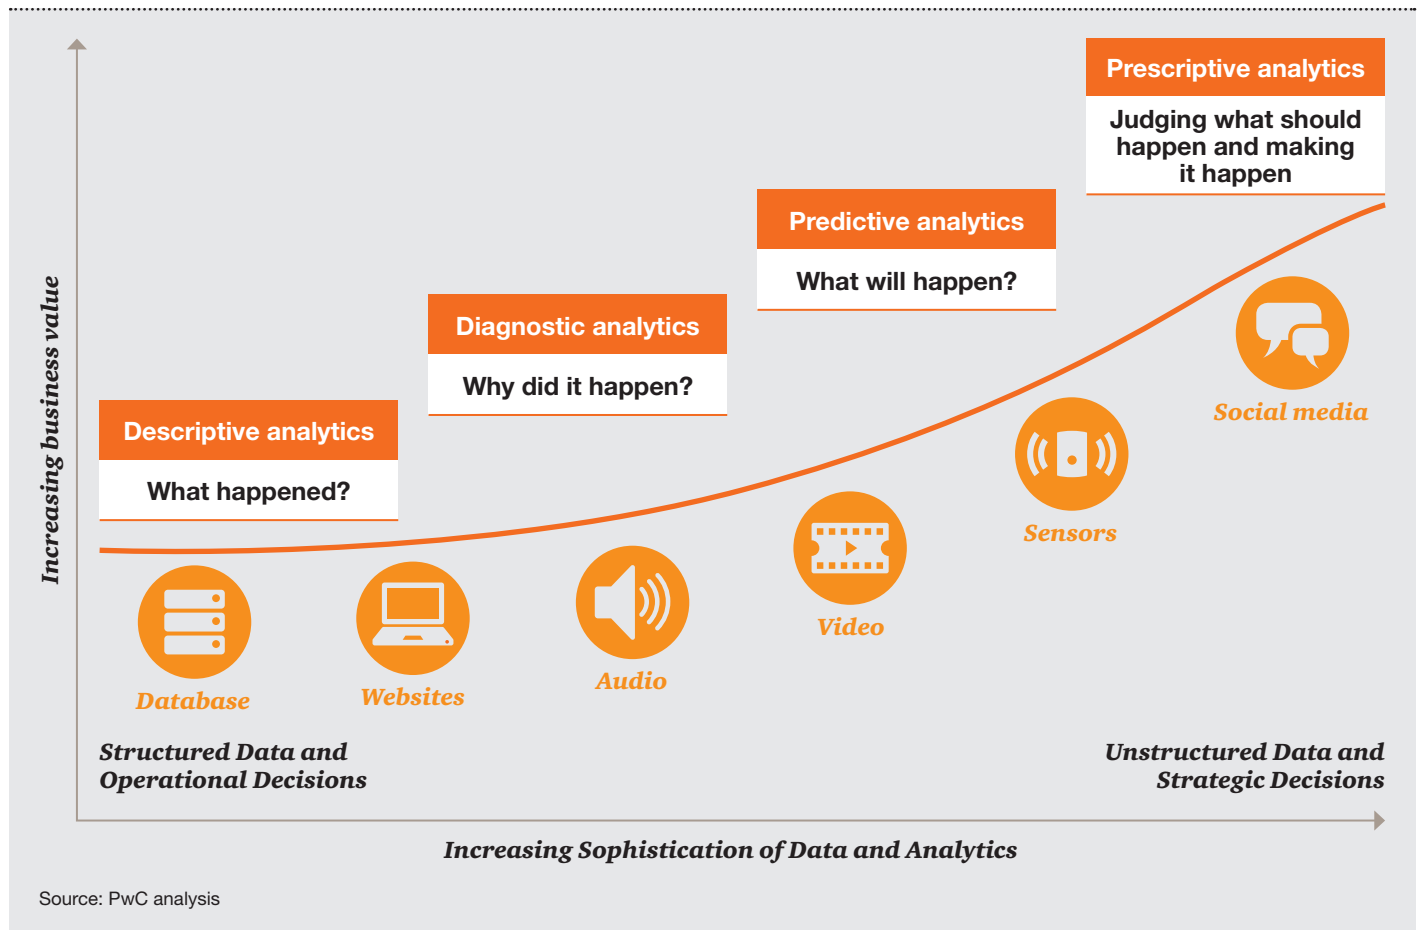 Prescriptive analytics
Judging what should
happen and making
it happen
Predictive analytics
What will happen?
Diagnostic analytics
Why did it happen?
Descriptive analytics
What happened?
Increasing business value
Social media
Sensors
Video
Audio
Websites
Database
Structured Data and
Operational Decisions
Unstructured Data and
Strategic Decisions
Increasing Sophistication of Data and Analytics
Source: PwC analysis